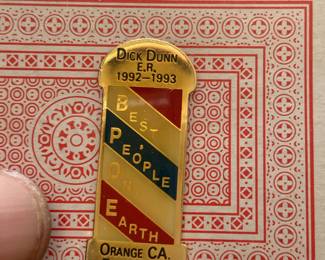 DICK DUNN
E.R.
1992-1993
BEST
PEOPLE
ON
EARTH
ORANGE CA.